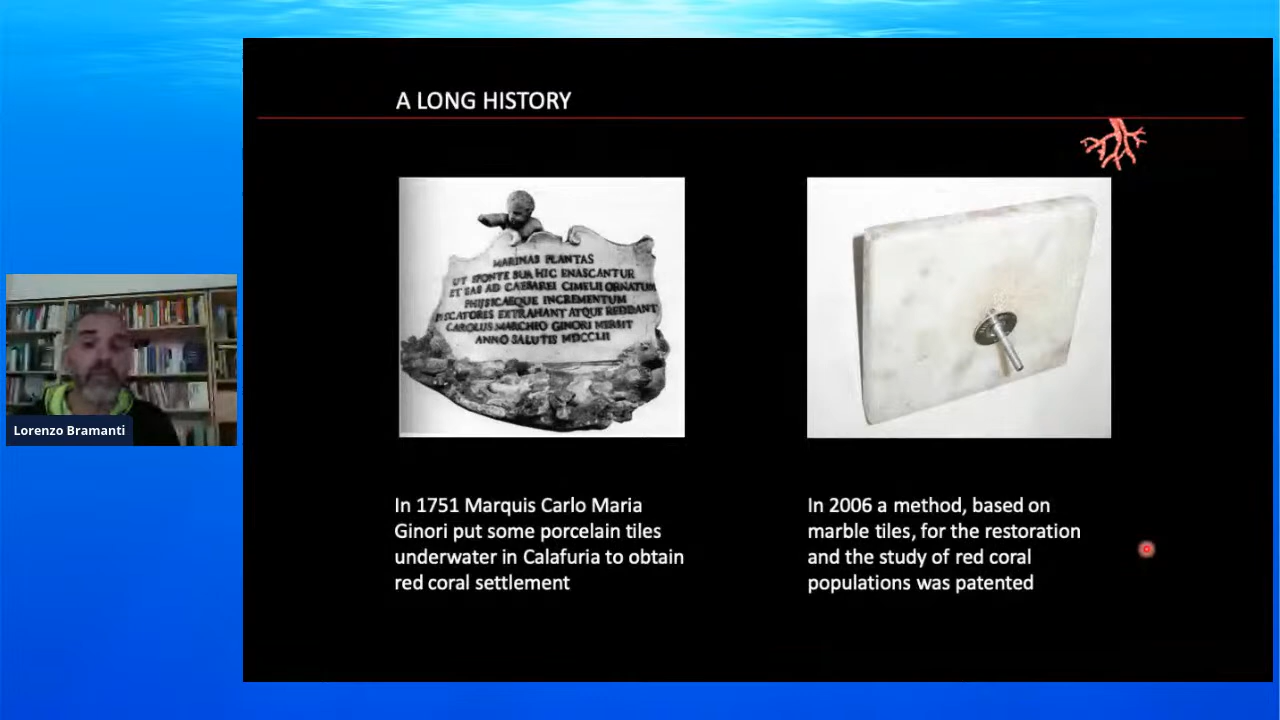 A LONG HISTORY
MARINAS PLANTAS
UT SPONTE SUA HIC ENASCANTUR
ET EAS AD CAESAREI CIMELII ORNATUM
PHISICAEQUE INCREMENTUM
PISCATORES EXTRAHANT ATQUE REDDANT
CAROLUS MARCHIO GINORI MERSIT
ANNO SALUTIS MDCCLII
In 1751 Marquis Carlo Maria
Ginori put some porcelain tiles
underwater in Calafuria to obtain
red coral settlement
In 2006 a method, based on
marble tiles, for the restoration
and the study of red coral
populations was patented
Lorenzo Bramanti